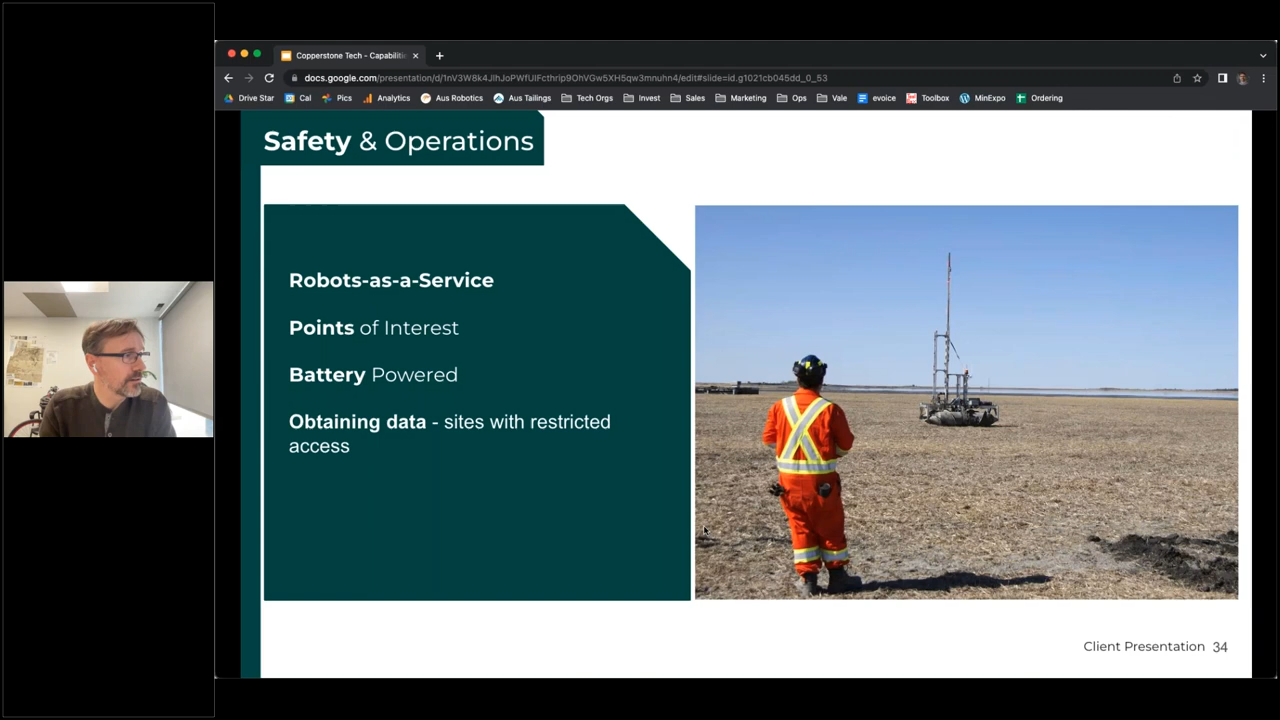 Copperstone Tech - Capabiliti
docs.google.com/presentation/d/1nV3W8k4JlhJoPWfUlFcthrip9OhVGw5XH5qw3mnuhn4/edit#slide=id.g1021cb045dd_0_53
Drive Star Cal Pics Analytics Aus Robotics Aus Tailings Tech Orgs Invest Sales Marketing Ops Vale evoice Toolbox MinExpo Ordering
Safety & Operations
Robots-as-a-Service
Points of Interest
Battery Powered
Obtaining data - sites with restricted
access
Client Presentation 34